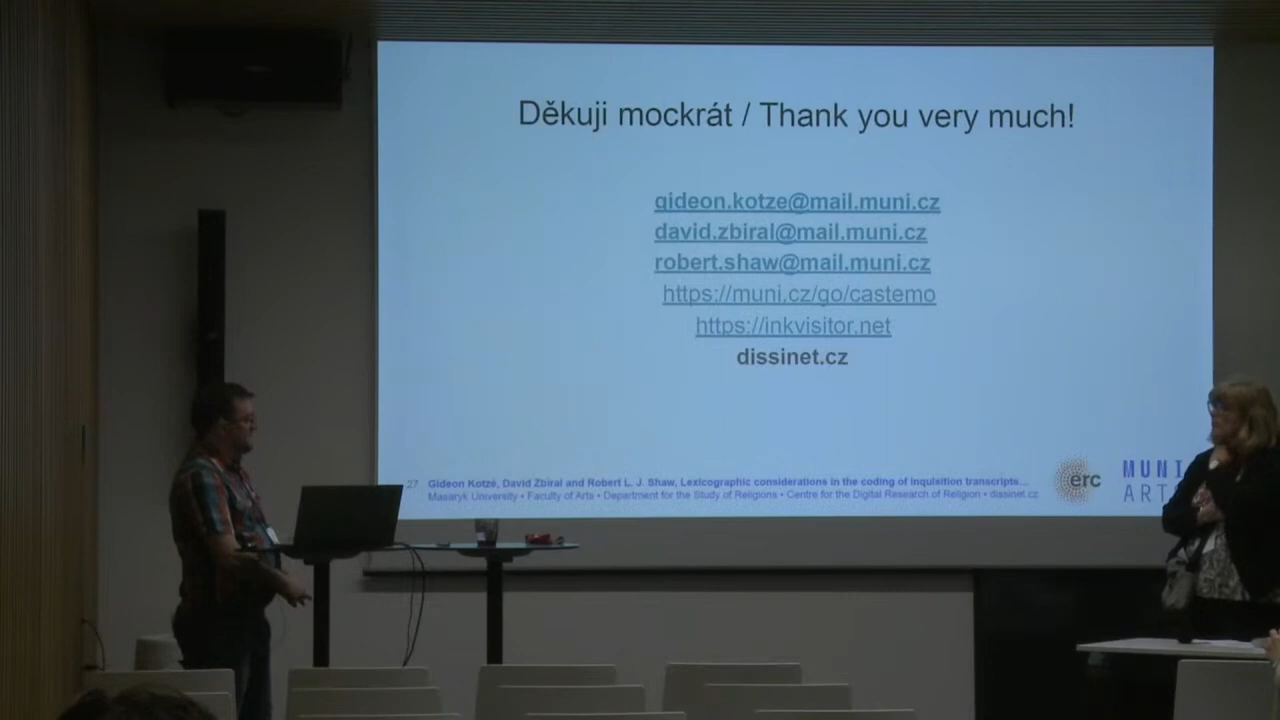 Děkuji mockrát / Thank you very much!
gideon.kotze@mail.muni.cz
david.zbiral@mail.muni.cz
robert.shaw@mail.muni.cz
https://muni.cz/go/castemo
https://inkvisitor.net
dissinet.cz
27 Gideon Kotzé, David Zbíral and Robert L. J. Shaw, Lexicographic considerations in the coding of inquisition transcripts…
Masaryk University • Faculty of Arts • Department for the Study of Religions • Centre for the Digital Research of Religion • dissinet.cz
erc
MUNI
ART